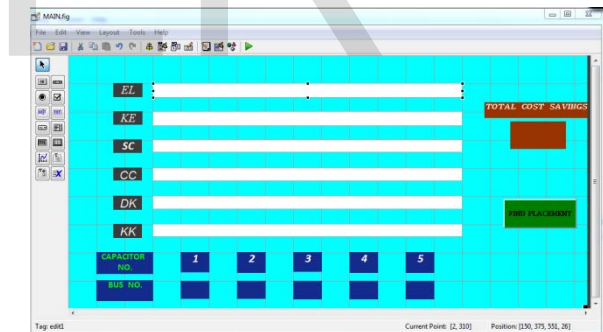 MAIN.fig
File Edit View Layout Tools Help
EL
KE
SC
CC
DK
KK
TOTAL COST SAVINGS
FIND PLACEMENT
CAPACITOR NO.
1 2 3 4 5
BUS NO.
Tag: edit1
Current Point: [2, 310] Position: [150, 375, 551, 26]